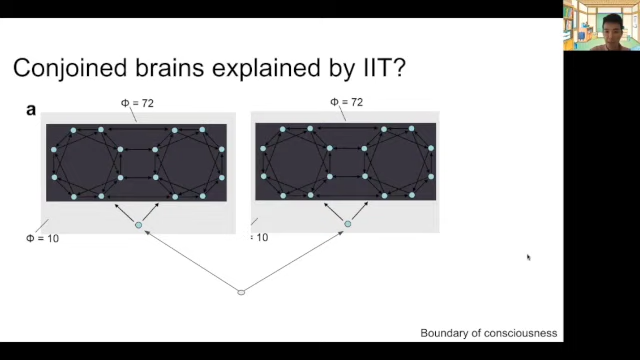 Conjoined brains explained by IIT?
a
Φ = 72
Φ = 72
Φ = 10
= 10
Boundary of consciousness